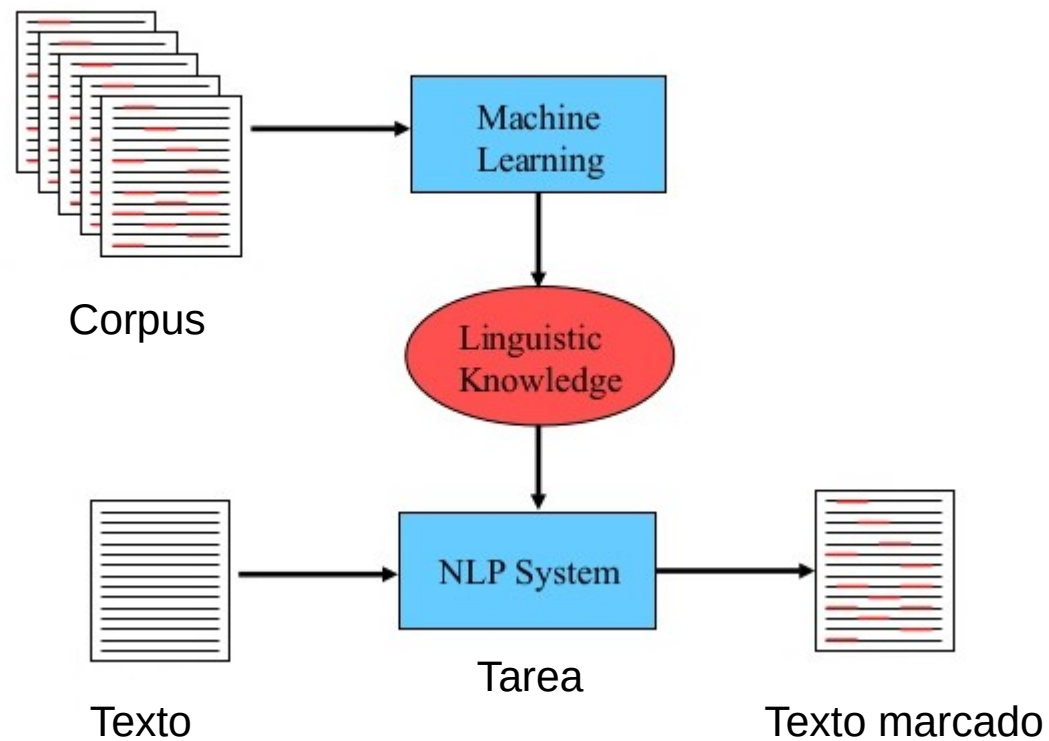 Machine
Learning
Corpus
Linguistic
Knowledge
NLP System
Tarea
Texto
Texto marcado